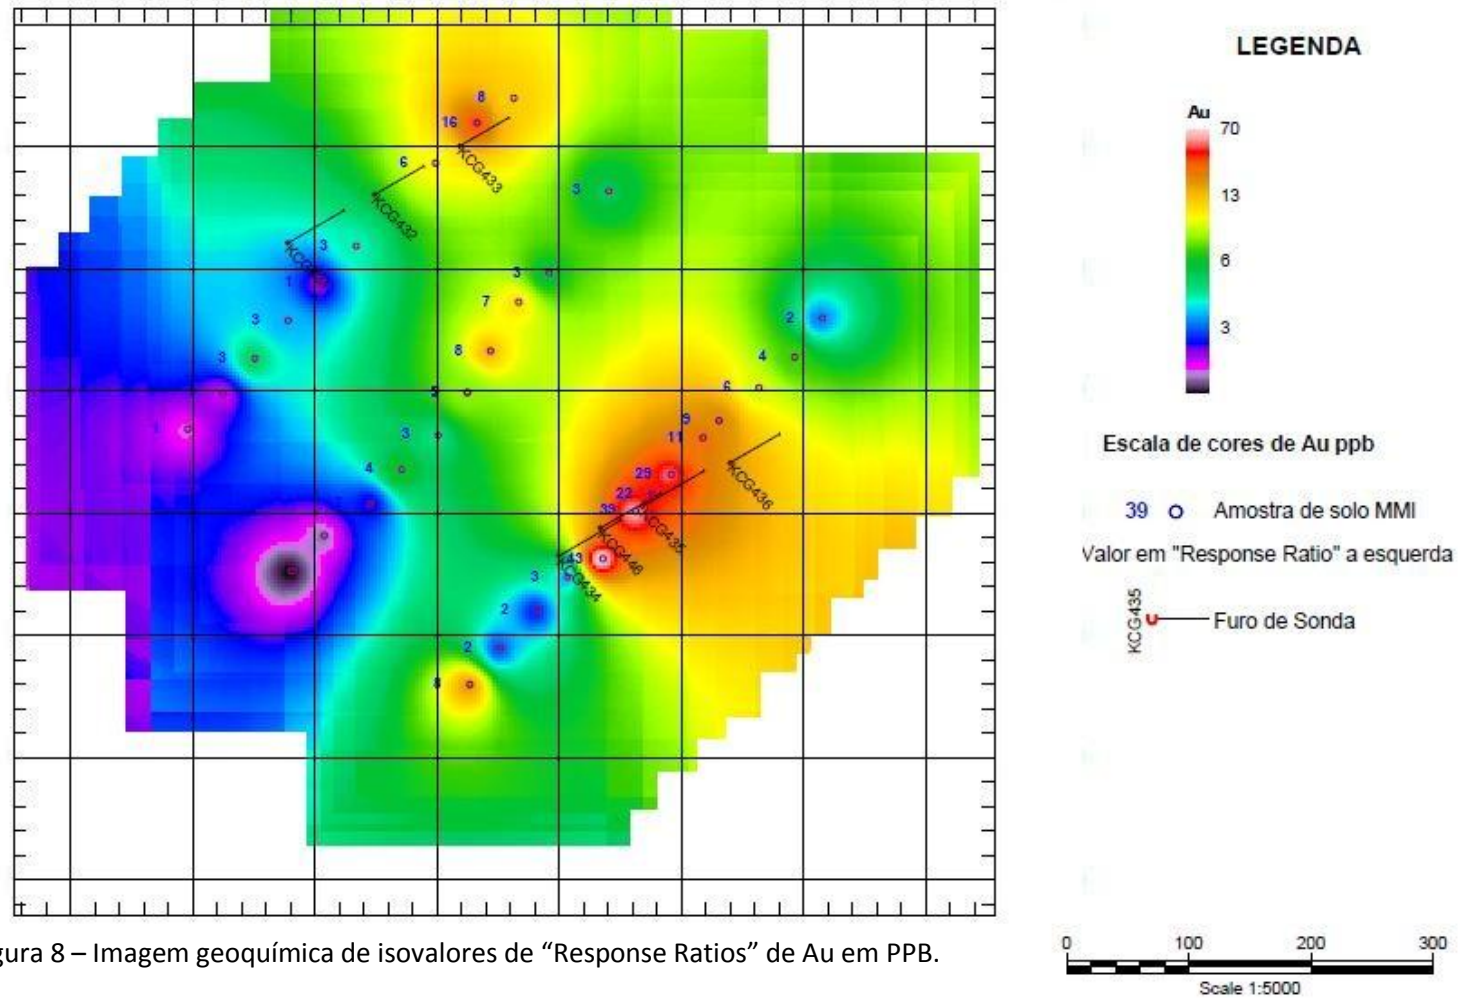 8
16
6
KCG433
3
KCG432
3
3
1
7
2
3
8
4
3
6
9
3
11
4
29
KCG436
22
39
KCG435
43
KCG446
3
KCG434
2
2
8
LEGENDA
Au
70
13
6
3
Escala de cores de Au ppb
39 Amostra de solo MMI
Valor em "Response Ratio" a esquerda
KCG435
Furo de Sonda
0 100 200 300
Scale 1:5000
gura 8 – Imagem geoquímica de isovalores de “Response Ratios” de Au em PPB.